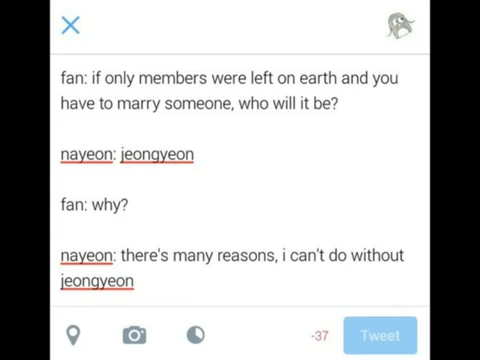 fan: if only members were left on earth and you
have to marry someone, who will it be?
nayeon: jeongyeon
fan: why?
nayeon: there's many reasons, i can't do without
jeongyeon
-37 Tweet